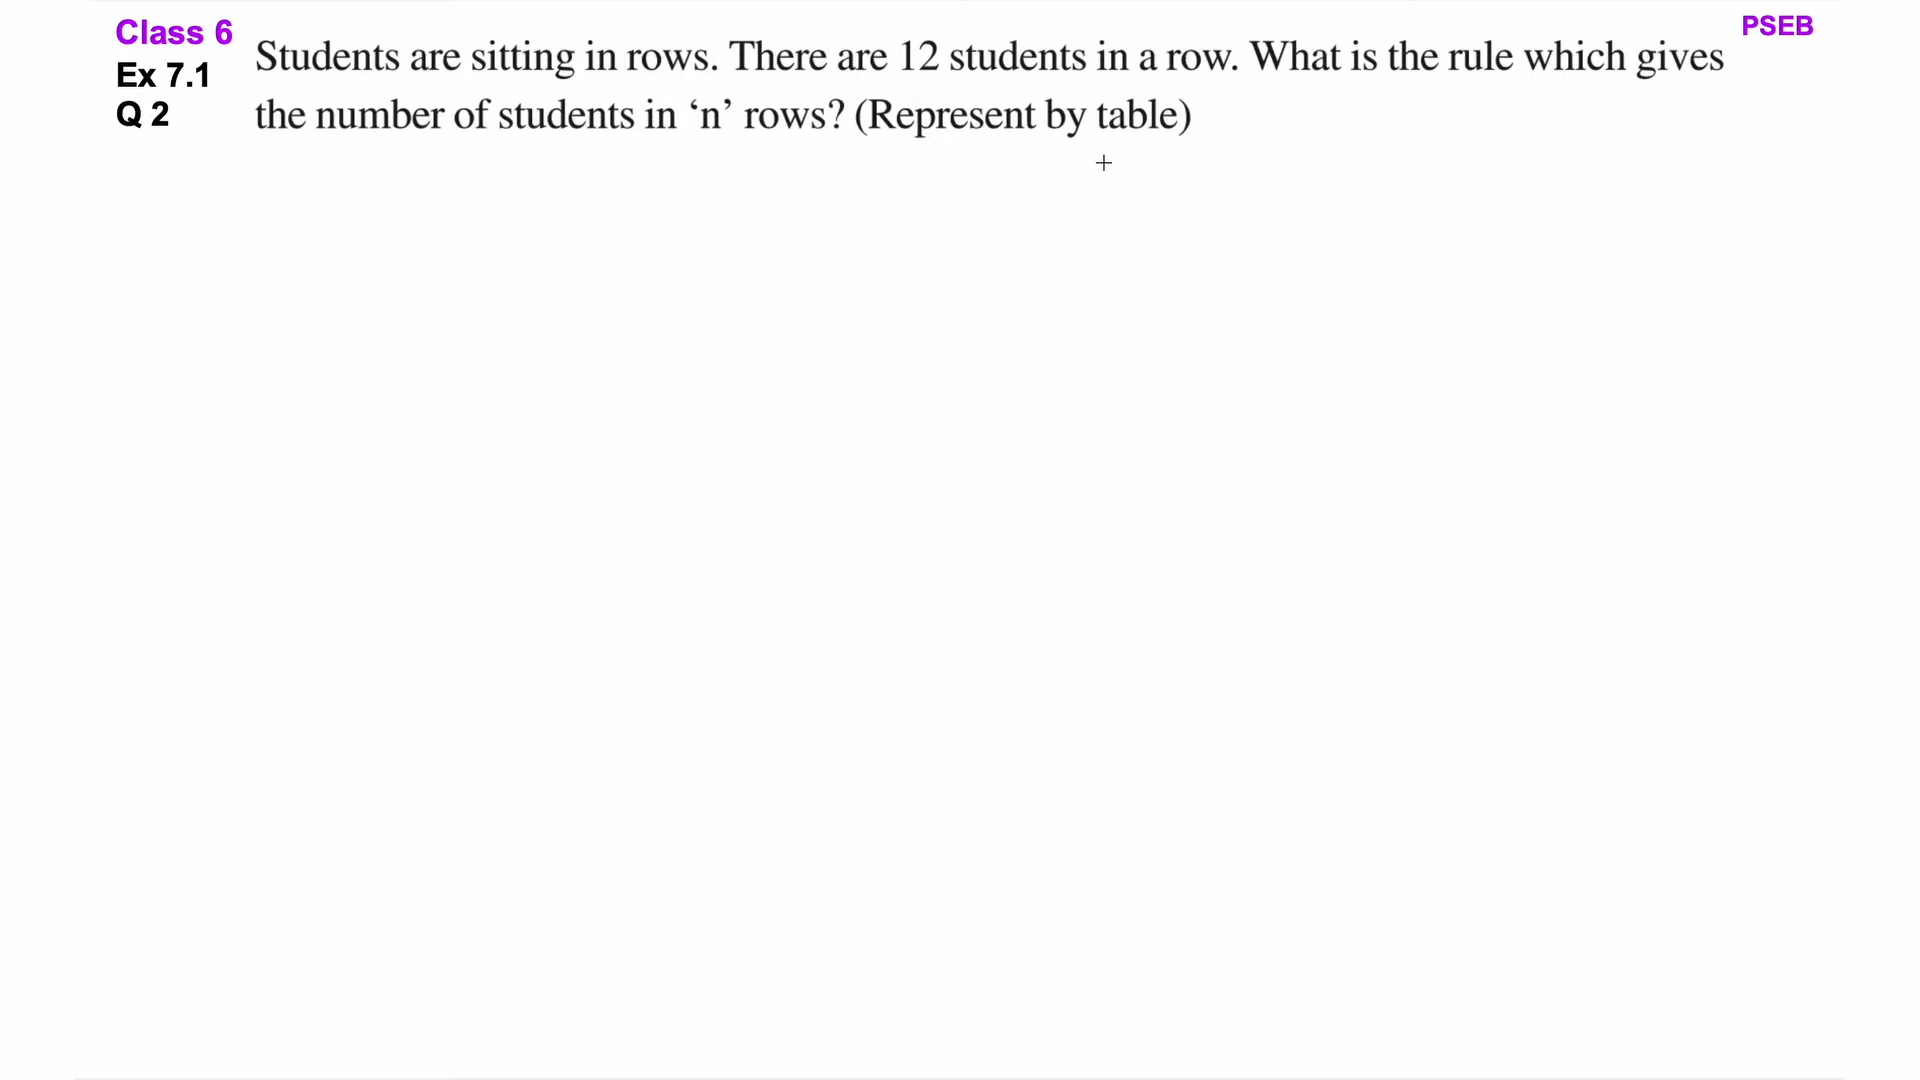 Class 6
PSEB
Ex 7.1
Q 2
Students are sitting in rows. There are 12 students in a row. What is the rule which gives
the number of students in ‘n’ rows? (Represent by table)